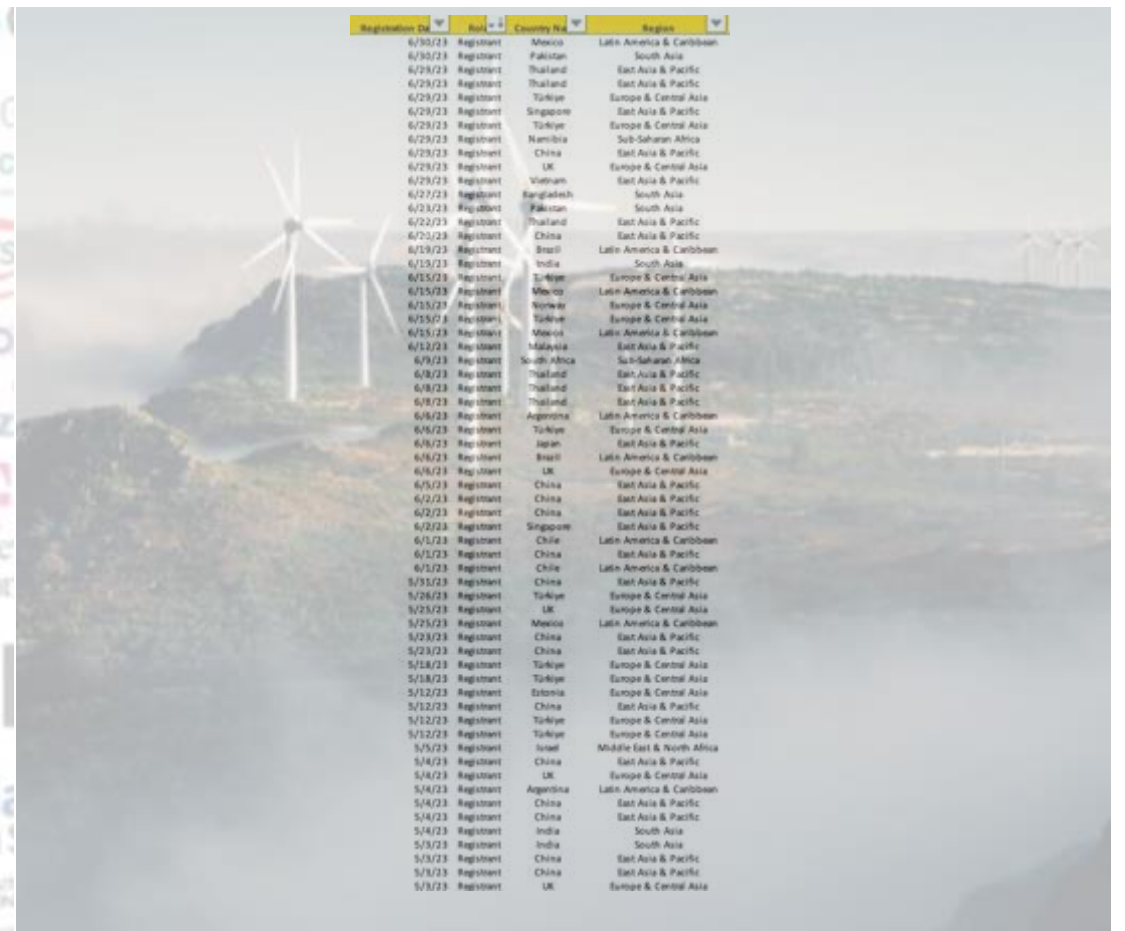 Registration Da Role Country Na Region
6/30/23 Registrant Mexico Latin America & Caribbean
6/30/23 Registrant Pakistan South Asia
6/29/23 Registrant Thailand East Asia & Pacific
6/29/23 Registrant Thailand East Asia & Pacific
6/29/23 Registrant Türkiye Europe & Central Asia
6/29/23 Registrant Singapore East Asia & Pacific
6/29/23 Registrant Türkiye Europe & Central Asia
6/29/23 Registrant Namibia Sub-Saharan Africa
6/29/23 Registrant China East Asia & Pacific
6/29/23 Registrant UK Europe & Central Asia
6/29/23 Registrant Vietnam East Asia & Pacific
6/27/23 Registrant Bangladesh South Asia
6/23/23 Registrant Pakistan South Asia
6/22/23 Registrant Thailand East Asia & Pacific
6/20/23 Registrant China East Asia & Pacific
6/19/23 Registrant Brazil Latin America & Caribbean
6/19/23 Registrant India South Asia
6/15/23 Registrant Türkiye Europe & Central Asia
6/15/23 Registrant Mexico Latin America & Caribbean
6/15/23 Registrant Norway Europe & Central Asia
6/15/23 Registrant Türkiye Europe & Central Asia
6/15/23 Registrant Mexico Latin America & Caribbean
6/12/23 Registrant Malaysia East Asia & Pacific
6/9/23 Registrant South Africa Sub-Saharan Africa
6/8/23 Registrant Thailand East Asia & Pacific
6/8/23 Registrant Thailand East Asia & Pacific
6/8/23 Registrant Thailand East Asia & Pacific
6/6/23 Registrant Argentina Latin America & Caribbean
6/6/23 Registrant Türkiye Europe & Central Asia
6/6/23 Registrant Japan East Asia & Pacific
6/6/23 Registrant Brazil Latin America & Caribbean
6/6/23 Registrant UK Europe & Central Asia
6/5/23 Registrant China East Asia & Pacific
6/2/23 Registrant China East Asia & Pacific
6/2/23 Registrant China East Asia & Pacific
6/2/23 Registrant Singapore East Asia & Pacific
6/1/23 Registrant Chile Latin America & Caribbean
6/1/23 Registrant China East Asia & Pacific
6/1/23 Registrant Chile Latin America & Caribbean
5/31/23 Registrant China East Asia & Pacific
5/26/23 Registrant Türkiye Europe & Central Asia
5/25/23 Registrant UK Europe & Central Asia
5/25/23 Registrant Mexico Latin America & Caribbean
5/23/23 Registrant China East Asia & Pacific
5/23/23 Registrant China East Asia & Pacific
5/18/23 Registrant Türkiye Europe & Central Asia
5/18/23 Registrant Türkiye Europe & Central Asia
5/12/23 Registrant Estonia Europe & Central Asia
5/12/23 Registrant China East Asia & Pacific
5/12/23 Registrant Türkiye Europe & Central Asia
5/12/23 Registrant Türkiye Europe & Central Asia
5/5/23 Registrant Israel Middle East & North Africa
5/4/23 Registrant China East Asia & Pacific
5/4/23 Registrant UK Europe & Central Asia
5/4/23 Registrant Argentina Latin America & Caribbean
5/4/23 Registrant China East Asia & Pacific
5/4/23 Registrant China East Asia & Pacific
5/4/23 Registrant India South Asia
5/3/23 Registrant India South Asia
5/3/23 Registrant China East Asia & Pacific
5/3/23 Registrant China East Asia & Pacific
5/3/23 Registrant UK Europe & Central Asia